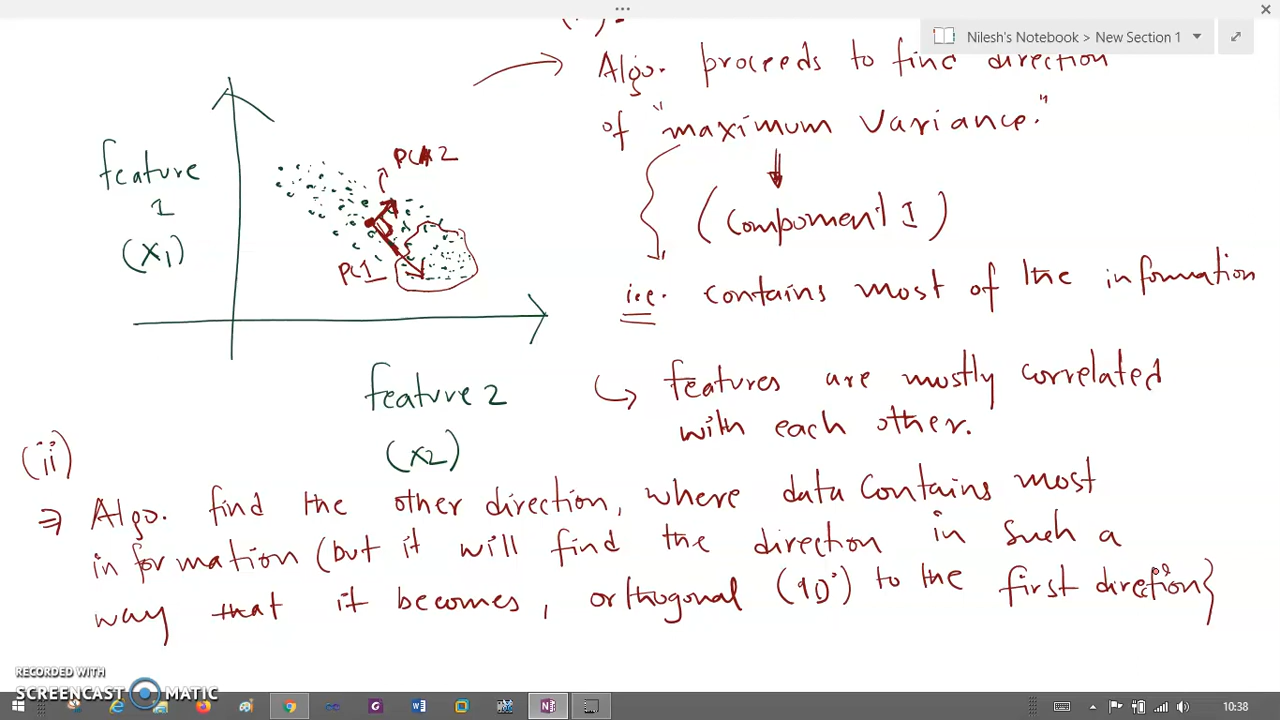 Nilesh's Notebook > New Section 1
Algo. proceeds to find direction
of "maximum variance."
(Component I)
i.e. contains most of the information
features are mostly correlated
with each other.
feature
1
(x1)
PC2
PC1
feature 2
(x2)
(ii)
⇒ Algo. find the other direction, where data contains most
information (but it will find the direction in such a
way that it becomes, orthogonal (90°) to the first direction}
RECORDED WITH
SCREENCAST MATIC
10:38